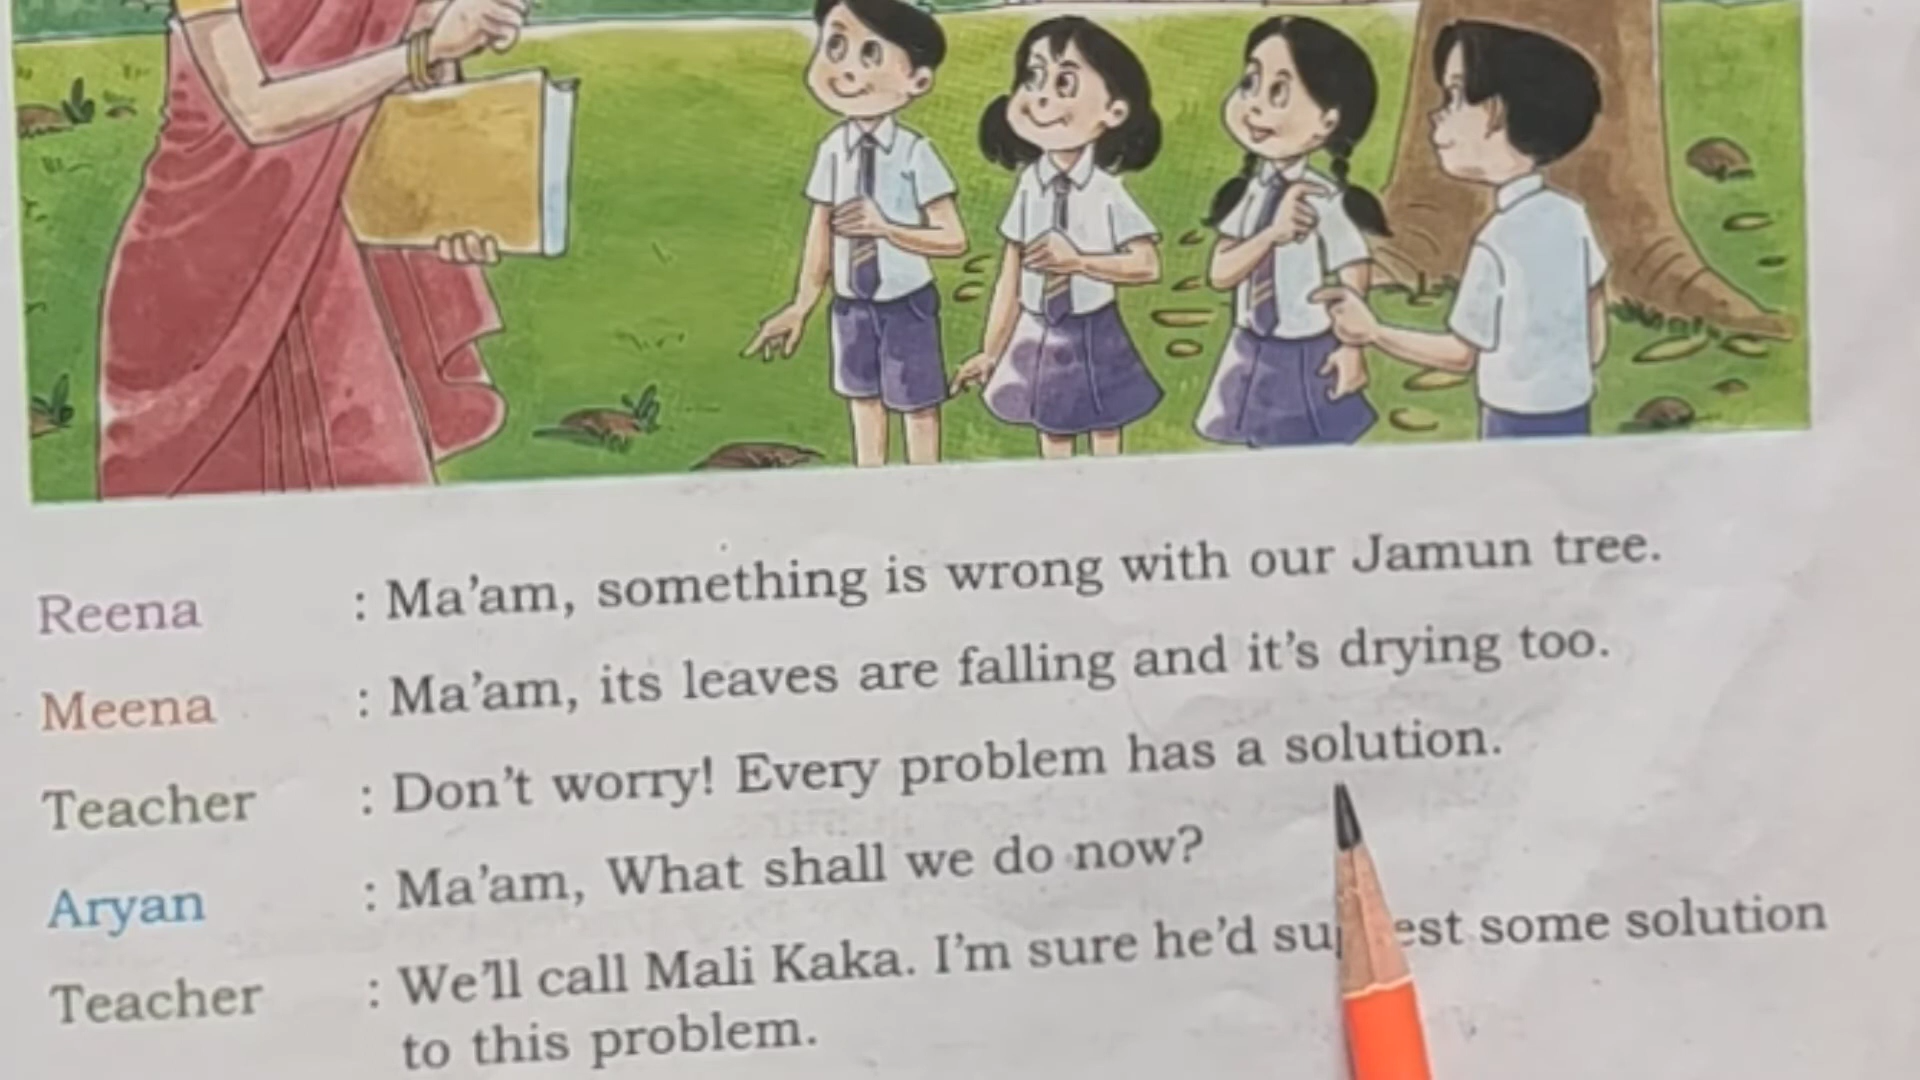 Reena : Ma'am, something is wrong with our Jamun tree.
Meena : Ma'am, its leaves are falling and it's drying too.
Teacher : Don't worry! Every problem has a solution.
Aryan : Ma'am, What shall we do now?
Teacher : We'll call Mali Kaka. I'm sure he'd some solution
to this problem.